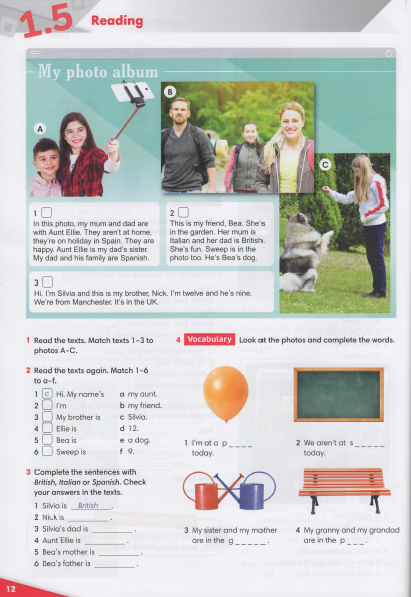 1.5 Reading
My photo album
A
B
C
1
In this photo, my mum and dad are
with Aunt Ellie. They aren't at home,
they're on holiday in Spain. They are
happy. Aunt Ellie is my dad's sister.
My dad and his family are Spanish.
2
This is my friend, Bea. She's
in the garden. Her mum is
Italian and her dad is British.
She's fun. Sweep is in the
photo too. He's Bea's dog.
3
Hi. I'm Silvia and this is my brother, Nick. I'm twelve and he's nine.
We're from Manchester. It's in the UK.
1 Read the texts. Match texts 1–3 to
photos A–C.
2 Read the texts again. Match 1–6
to a–f.
1 c Hi. My name's a my aunt.
2 I'm b my friend.
3 My brother is c Silvia.
4 Ellie is d 12.
5 Bea is e a dog.
6 Sweep is f 9.
3 Complete the sentences with
British, Italian or Spanish. Check
your answers in the texts.
1 Silvia is British.
2 Nick is ________.
3 Silvia's dad is ________.
4 Aunt Ellie is ________.
5 Bea's mother is ________.
6 Bea's father is ________.
4 Vocabulary Look at the photos and complete the words.
1 I'm at a p _ _ _ _
today.
2 We aren't at s _ _ _ _ _
today.
3 My sister and my mother
are in the g _ _ _ _ _.
4 My granny and my grandad
are in the p _ _ _.
12